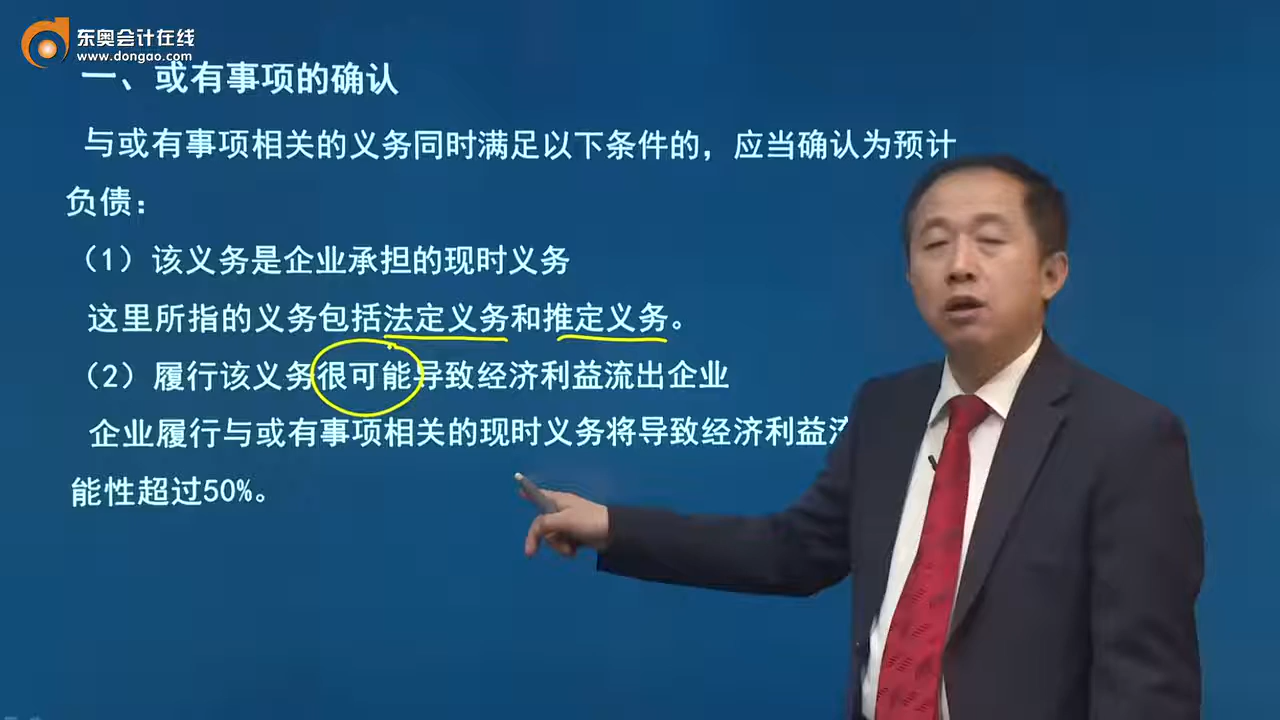 东奥会计在线
www.dongao.com
一、或有事项的确认
与或有事项相关的义务同时满足以下条件的，应当确认为预计
负债：
（1）该义务是企业承担的现时义务
这里所指的义务包括法定义务和推定义务。
（2）履行该义务很可能导致经济利益流出企业
企业履行与或有事项相关的现时义务将导致经济利益
能性超过50%。